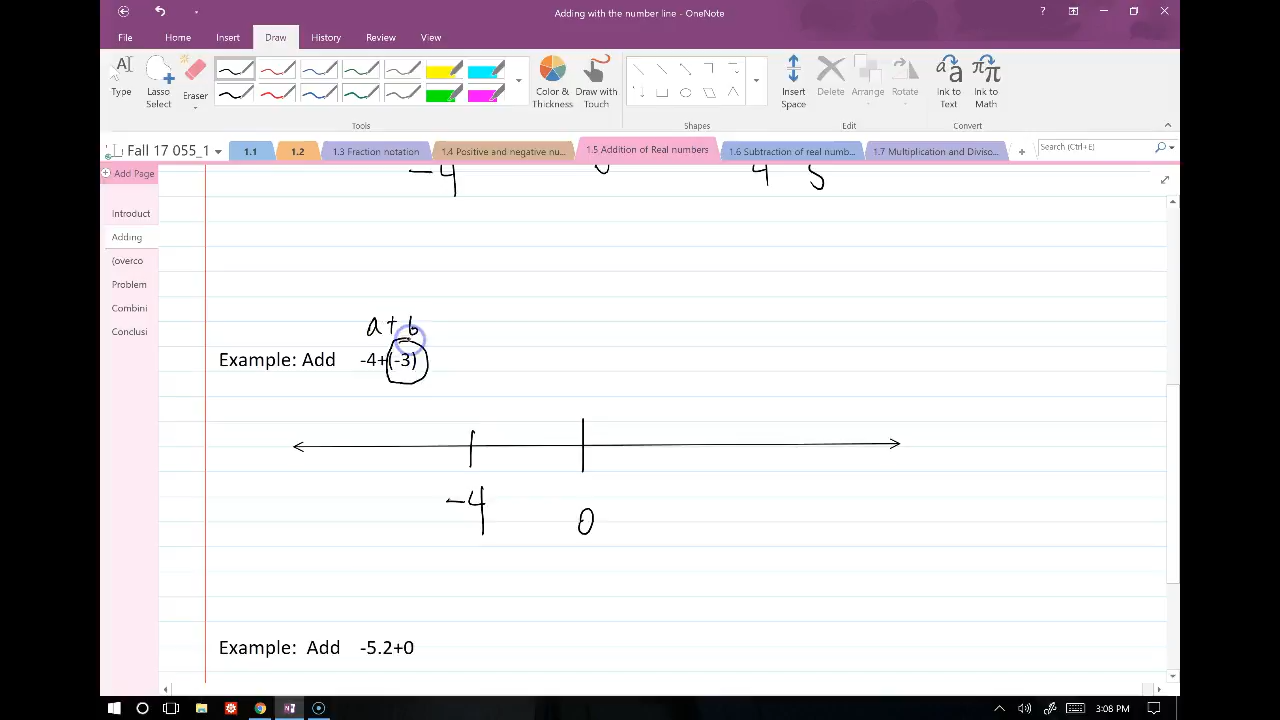 Adding with the number line - OneNote
?
File Home Insert Draw History Review View
Type
Lasso Select
Eraser
Color & Thickness
Draw with Touch
Insert Space
Delete
Arrange
Rotate
Ink to Text
Ink to Math
Tools
Shapes
Edit
Convert
Fall 17 055_1
1.1
1.2
1.3 Fraction notation
1.4 Positive and negative nu...
1.5 Addition of Real numbers
1.6 Subtraction of real numb...
1.7 Multiplication and Diviso...
Search (Ctrl+E)
Add Page
Introduct
Adding
(overco
Problem
Combini
Conclusi
-4 0 4 5
a + b
Example: Add -4+(-3)
-4 0
Example: Add -5.2+0
3:08 PM